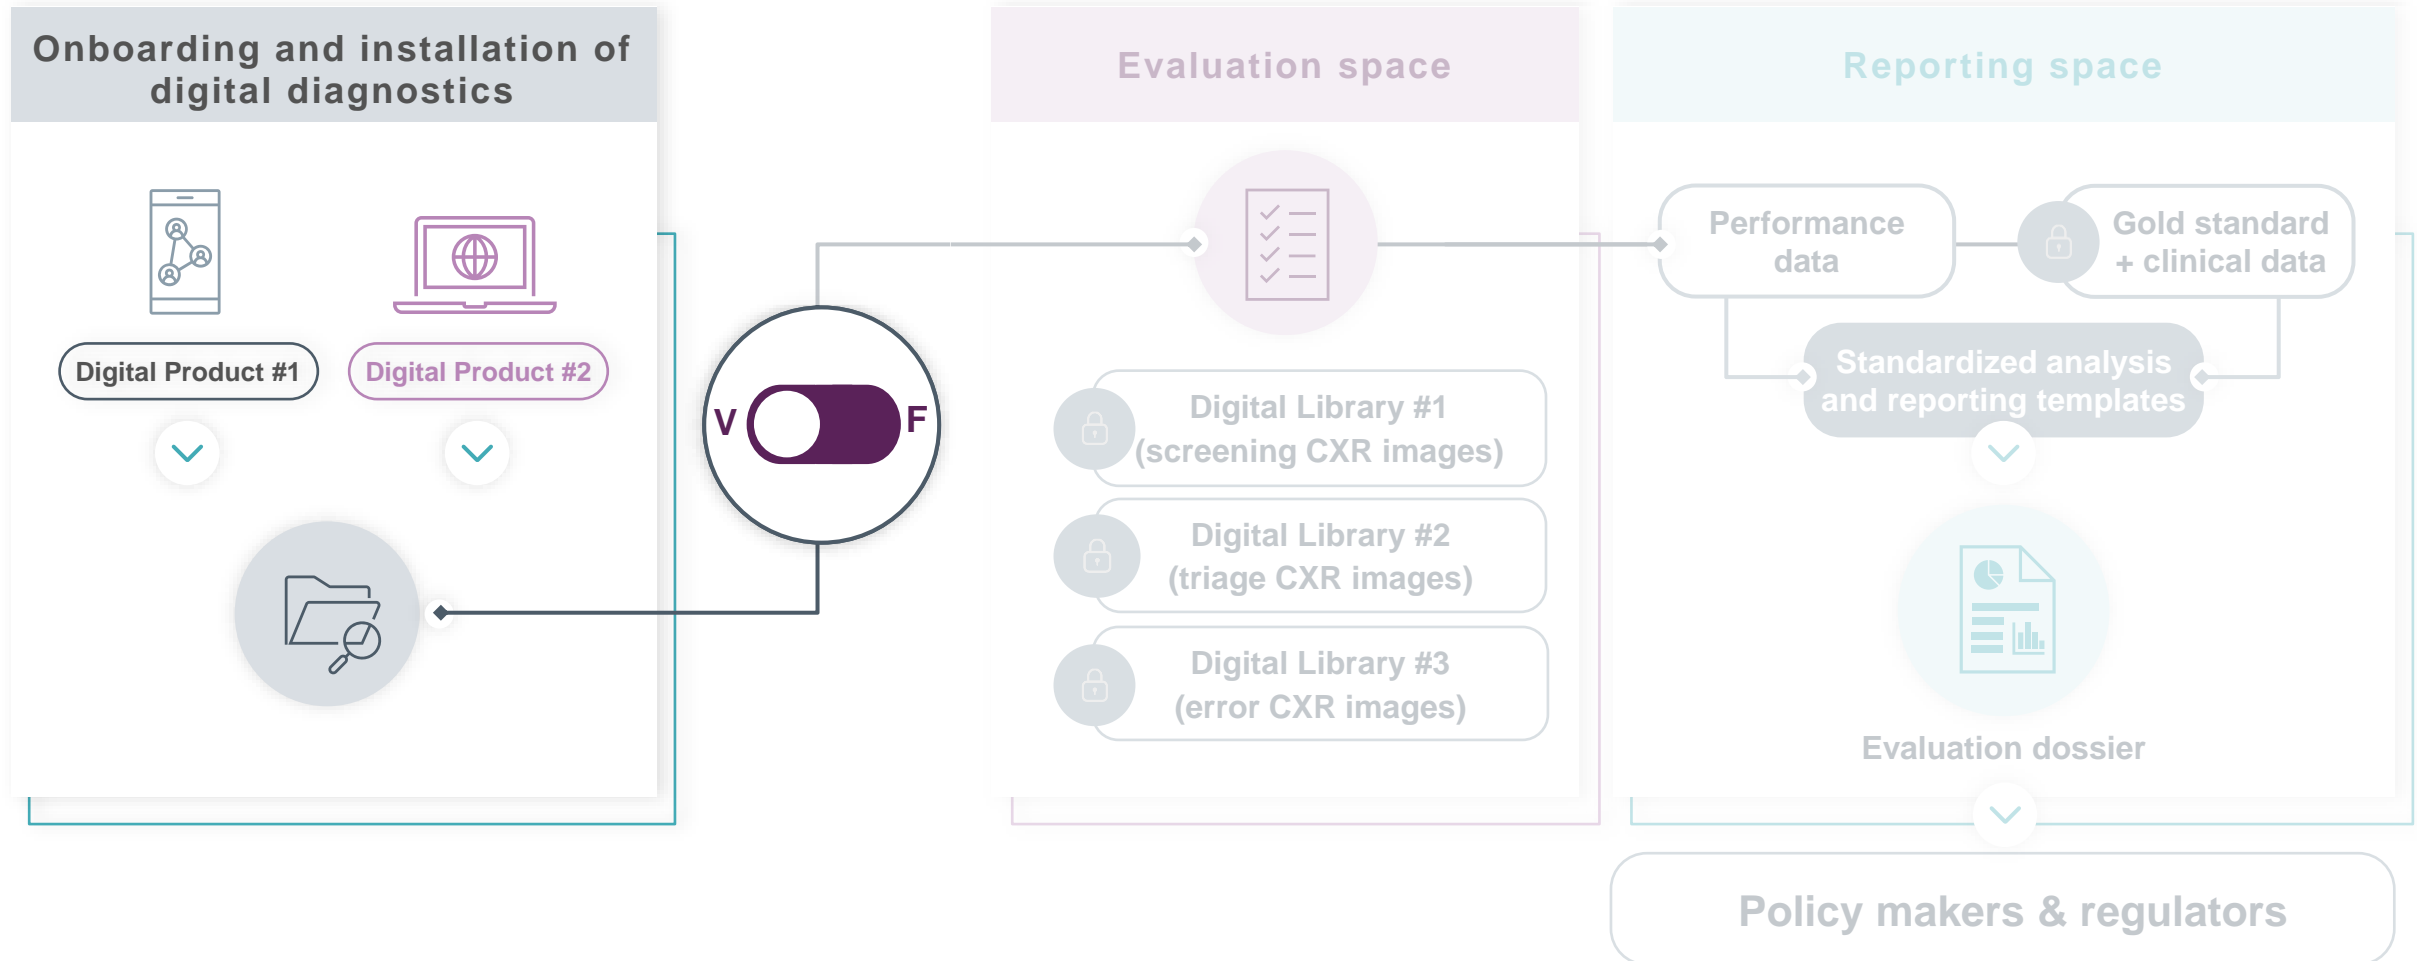 Onboarding and installation of
digital diagnostics
Digital Product #1
Digital Product #2
V
F
Evaluation space
Digital Library #1
(screening CXR images)
Digital Library #2
(triage CXR images)
Digital Library #3
(error CXR images)
Reporting space
Performance
data
Gold standard
+ clinical data
Standardized analysis
and reporting templates
Evaluation dossier
Policy makers & regulators